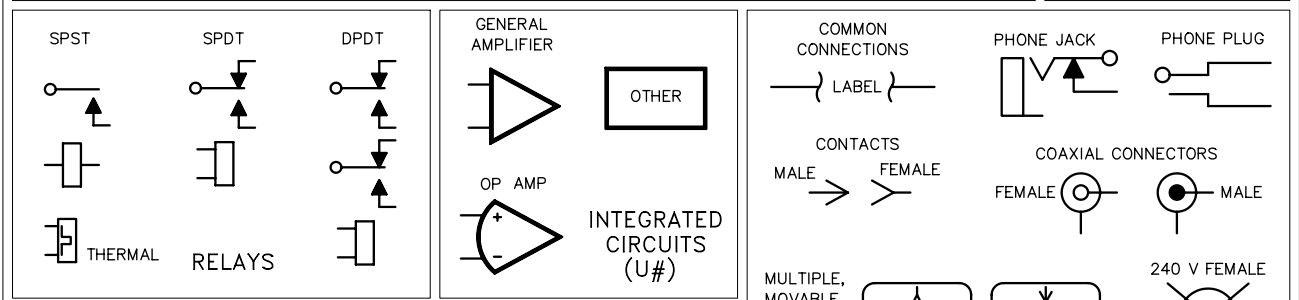 SPST
SPDT
DPDT
THERMAL
RELAYS
GENERAL
AMPLIFIER
OTHER
OP AMP
+
−
INTEGRATED
CIRCUITS
(U#)
COMMON
CONNECTIONS
LABEL
PHONE JACK
PHONE PLUG
CONTACTS
MALE
FEMALE
COAXIAL CONNECTORS
FEMALE
MALE
MULTIPLE,
MOVABLE
240 V FEMALE